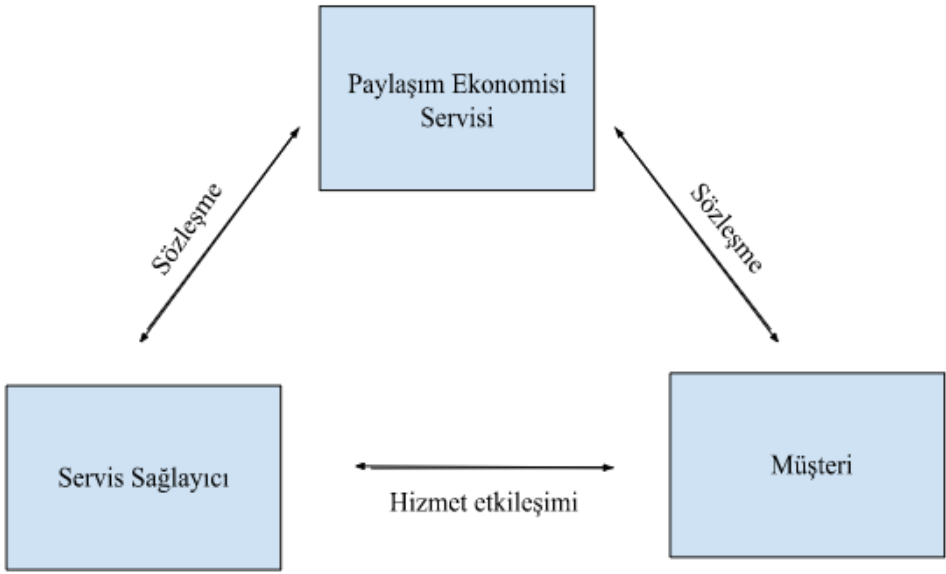 Paylaşım Ekonomisi
Servisi
Sözleşme
Sözleşme
Servis Sağlayıcı
Hizmet etkileşimi
Müşteri